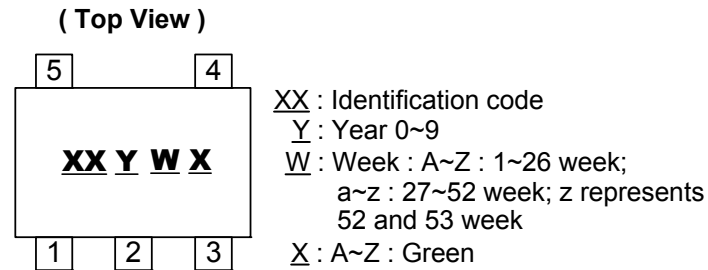 ( Top View )
5 4
XX Y W X
1 2 3
XX : Identification code
Y : Year 0~9
W : Week : A~Z : 1~26 week;
a~z : 27~52 week; z represents
52 and 53 week
X : A~Z : Green